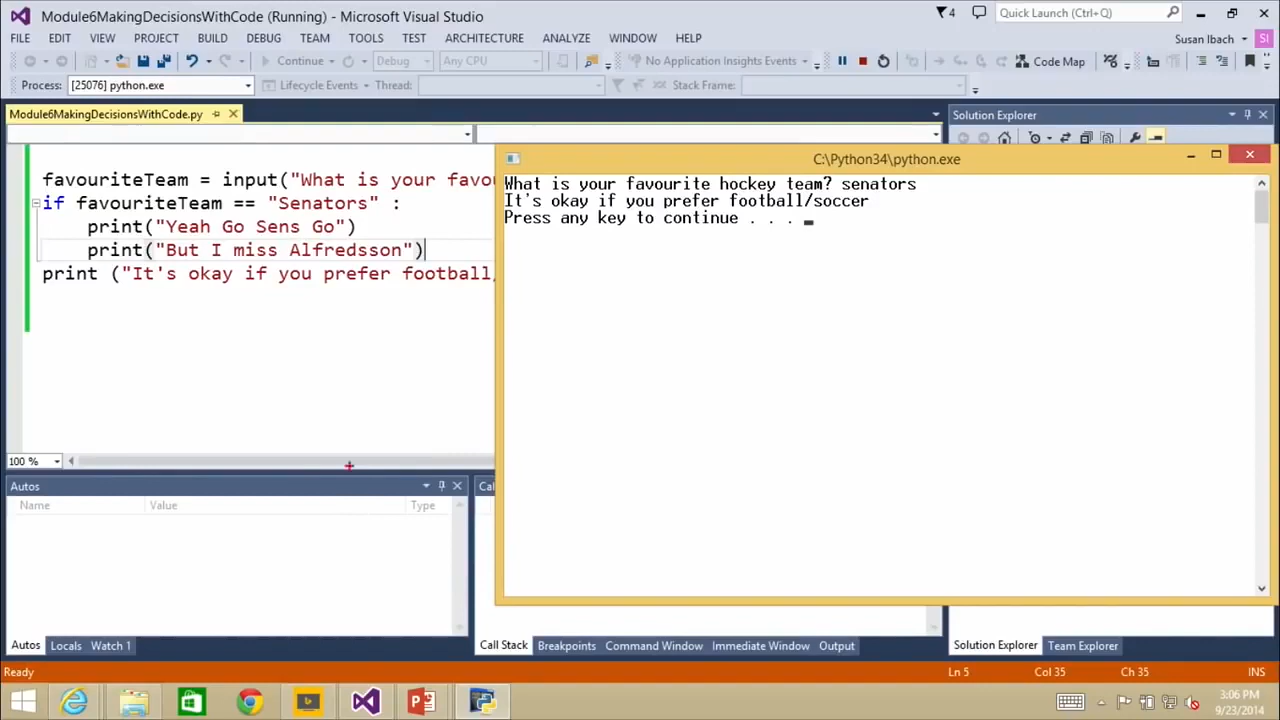 Module6MakingDecisionsWithCode (Running) - Microsoft Visual Studio
4
Quick Launch (Ctrl+Q)
FILE EDIT VIEW PROJECT BUILD DEBUG TEAM TOOLS TEST ARCHITECTURE ANALYZE WINDOW HELP
Susan Ibach SI
Continue Debug Any CPU No Application Insights Events Code Map
Process: [25076] python.exe Lifecycle Events Thread: Stack Frame:
Module6MakingDecisionsWithCode.py
Solution Explorer
favouriteTeam = input("What is your favou
if favouriteTeam == "Senators" :
print("Yeah Go Sens Go")
print("But I miss Alfredsson")
print ("It's okay if you prefer football/
C:\Python34\python.exe
What is your favourite hockey team? senators
It's okay if you prefer football/soccer
Press any key to continue . . . _
100 %
Autos
Name Value Type
Cal
Autos Locals Watch 1
Call Stack Breakpoints Command Window Immediate Window Output
Solution Explorer Team Explorer
Ready Ln 5 Col 35 Ch 35 INS
3:06 PM
9/23/2014